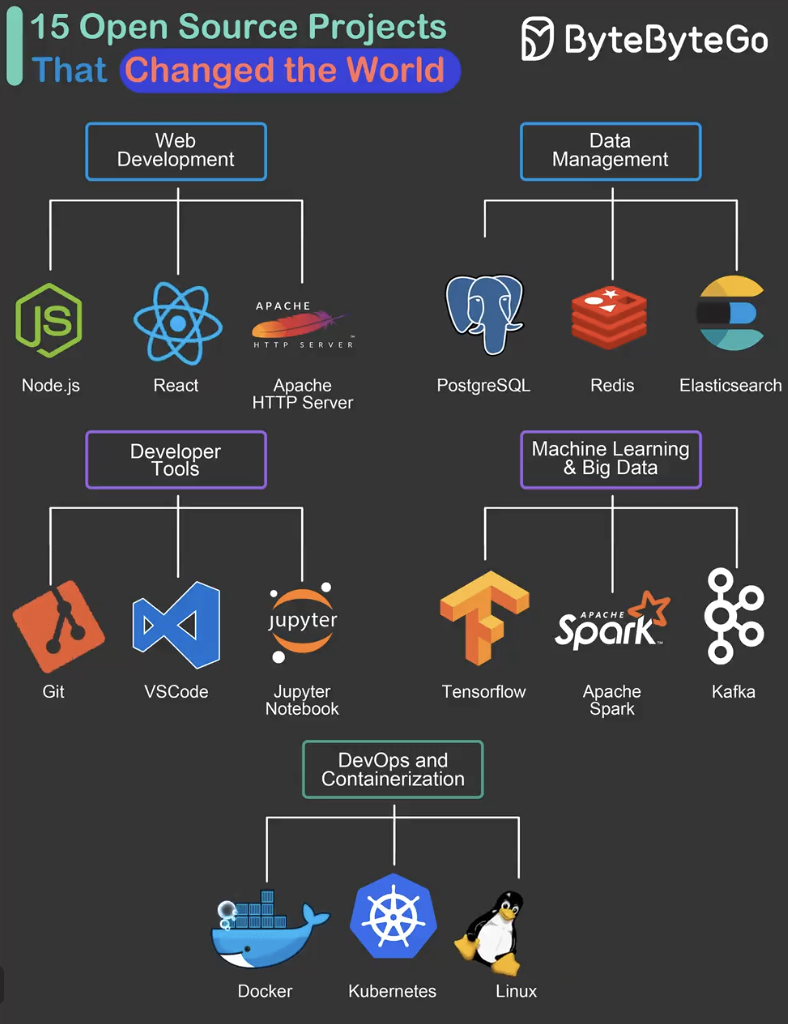 15 Open Source Projects
That Changed the World
ByteByteGo
Web
Development
Data
Management
JS
APACHE
HTTP SERVER
™
Node.js
React
Apache
HTTP Server
PostgreSQL
Redis
Elasticsearch
Developer
Tools
Machine Learning
& Big Data
jupyter
APACHE
Spark
™
Git
VSCode
Jupyter
Notebook
Tensorflow
Apache
Spark
Kafka
DevOps and
Containerization
Docker
Kubernetes
Linux